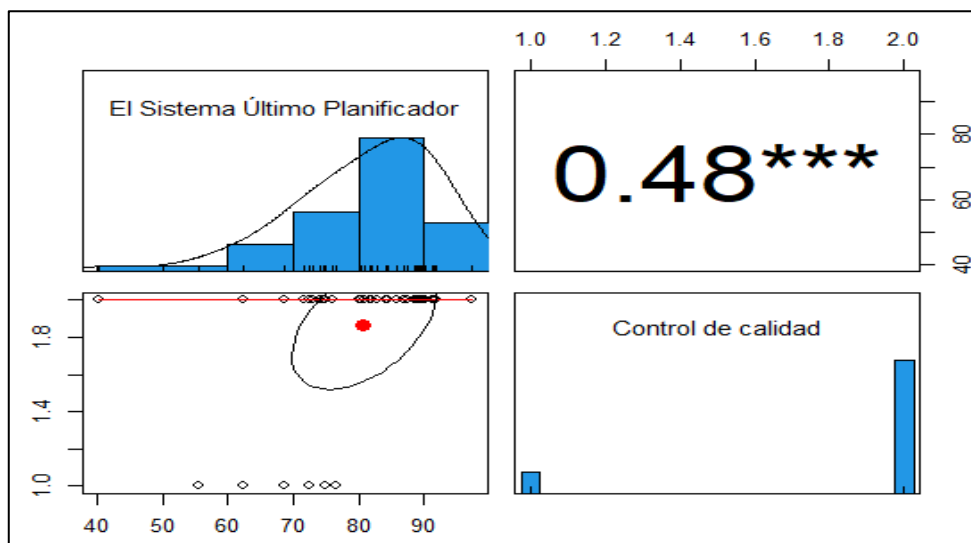 1.0 1.2 1.4 1.6 1.8 2.0
El Sistema Último Planificador
0.48***
80
60
40
Control de calidad
1.8
1.4
1.0
40 50 60 70 80 90